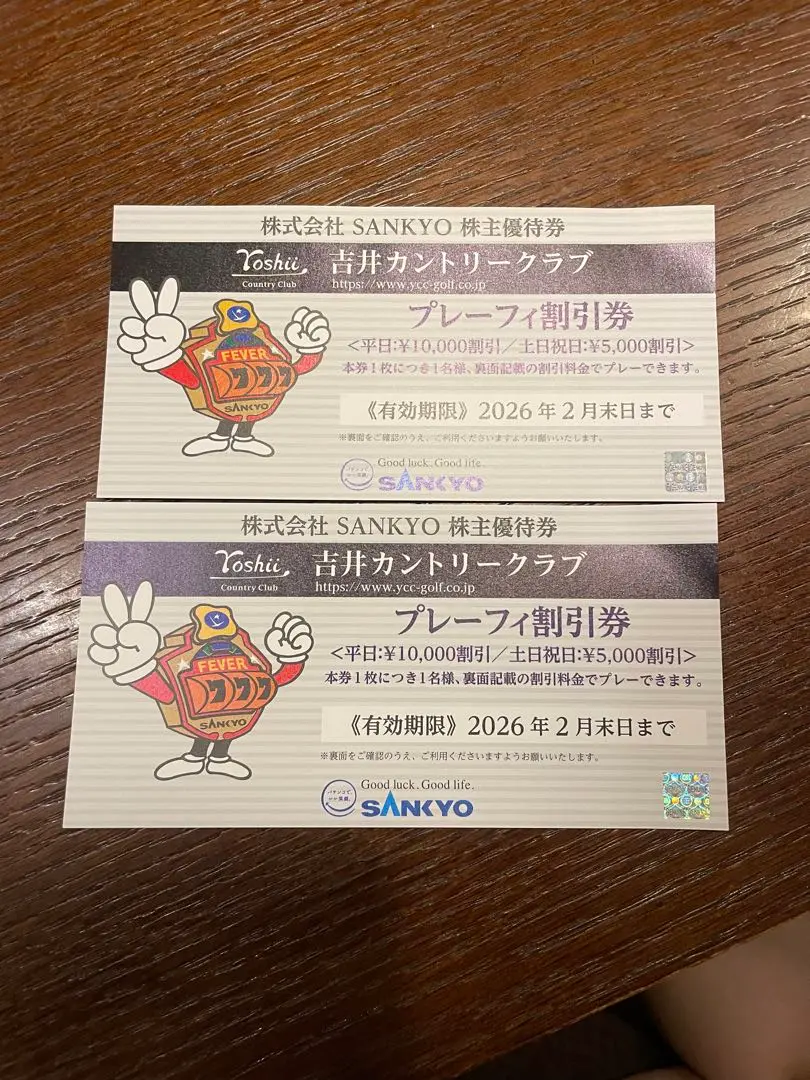 株式会社 SANKYO 株主優待券
Yoshii 吉井カントリークラブ
Country Club https://www.ycc-golf.co.jp
プレーフィ割引券
<平日:¥10,000割引／土日祝日:¥5,000割引>
本券1枚につき1名様、裏面記載の割引料金でプレーできます。
FEVER
777
SANKYO
《有効期限》2026年2月末日まで
※裏面をご確認のうえ、ご利用くださいますようお願いいたします。
Good luck. Good life.
SANKYO
株式会社 SANKYO 株主優待券
Yoshii 吉井カントリークラブ
Country Club https://www.ycc-golf.co.jp
プレーフィ割引券
<平日:¥10,000割引／土日祝日:¥5,000割引>
本券1枚につき1名様、裏面記載の割引料金でプレーできます。
FEVER
777
SANKYO
《有効期限》2026年2月末日まで
※裏面をご確認のうえ、ご利用くださいますようお願いいたします。
Good luck. Good life.
SANKYO